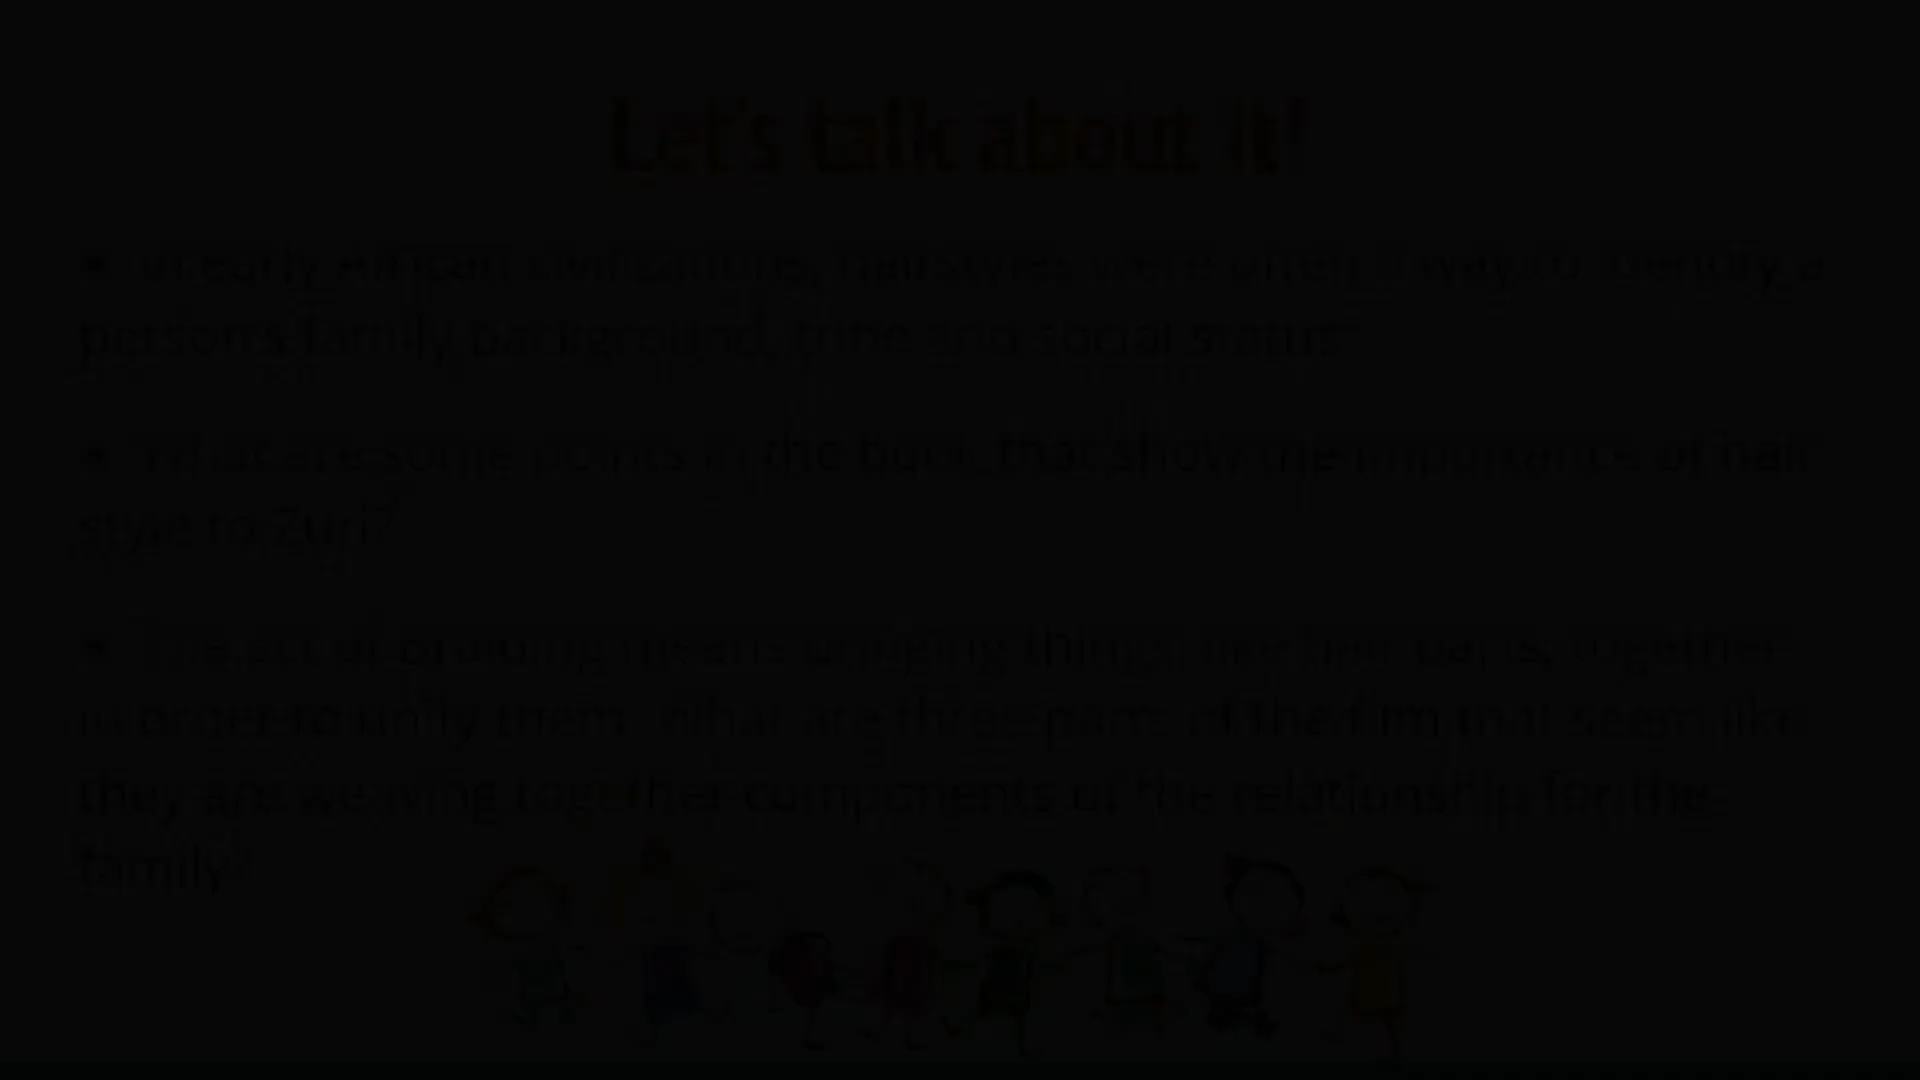 Let's talk about it!
• In early African civilizations, hairstyles were often a way to identify a
person's family background, tribe and social status.
• What are some points in the book that show the importance of hair
style to Zuri?
• The act of braiding means bringing things, like hair parts, together
in order to unify them. What are three parts of the film that seem like
they are weaving together components of the relationship for the
family?